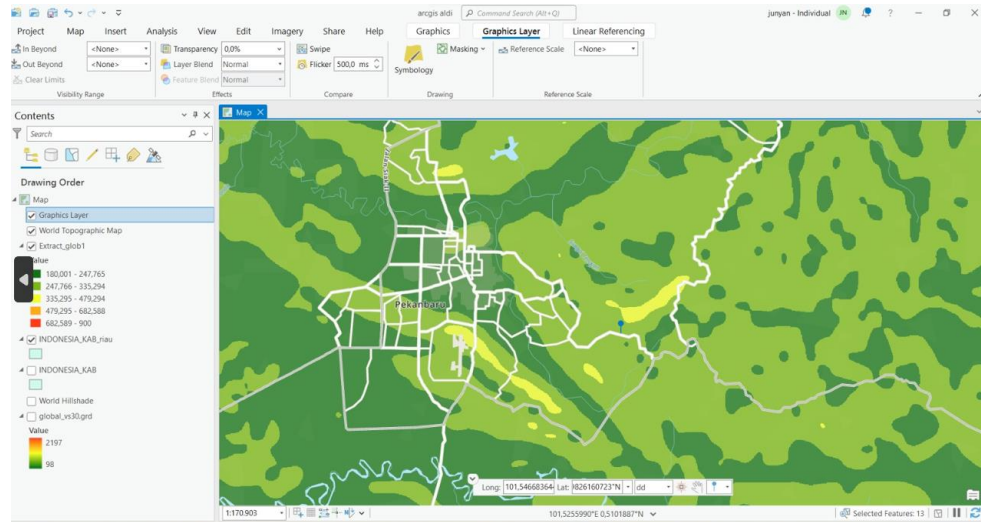 arcgis aldi
Command Search (Alt+Q)
junyan - Individual
JN
?
Project Map Insert Analysis View Edit Imagery Share Help Graphics Graphics Layer Linear Referencing
In Beyond <None>
Out Beyond <None>
Clear Limits
Visibility Range
Transparency 0,0%
Layer Blend Normal
Feature Blend Normal
Effects
Swipe
Flicker 500,0 ms
Compare
Symbology
Masking
Drawing
Reference Scale <None>
Reference Scale
Contents
Search
Drawing Order
Map
Graphics Layer
World Topographic Map
Extract_glob1
Value
180,001 - 247,765
247,766 - 335,294
335,295 - 479,294
479,295 - 682,588
682,589 - 900
INDONESIA_KAB_riau
INDONESIA_KAB
World Hillshade
global_vs30.grd
Value
2197
98
Map
Pekanbaru
Long: 101,54668364 Lat: 0826160723"N dd
1:170.903
101,5255990°E 0,5101887°N
Selected Features: 13